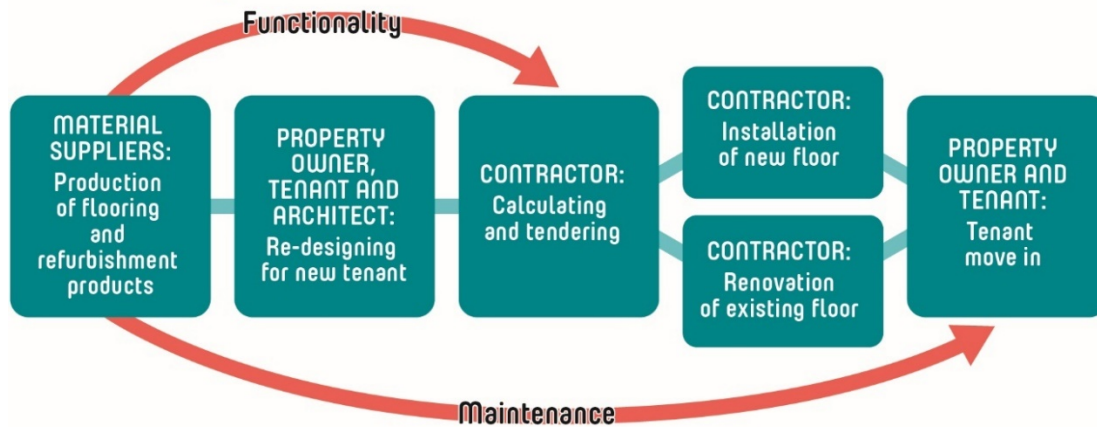 Functionality
MATERIAL
SUPPLIERS:
Production
of flooring
and
refurbishment
products
PROPERTY
OWNER,
TENANT AND
ARCHITECT:
Re-designing
for new tenant
CONTRACTOR:
Calculating
and tendering
CONTRACTOR:
Installation
of new floor
CONTRACTOR:
Renovation
of existing floor
PROPERTY
OWNER AND
TENANT:
Tenant
move in
Maintenance